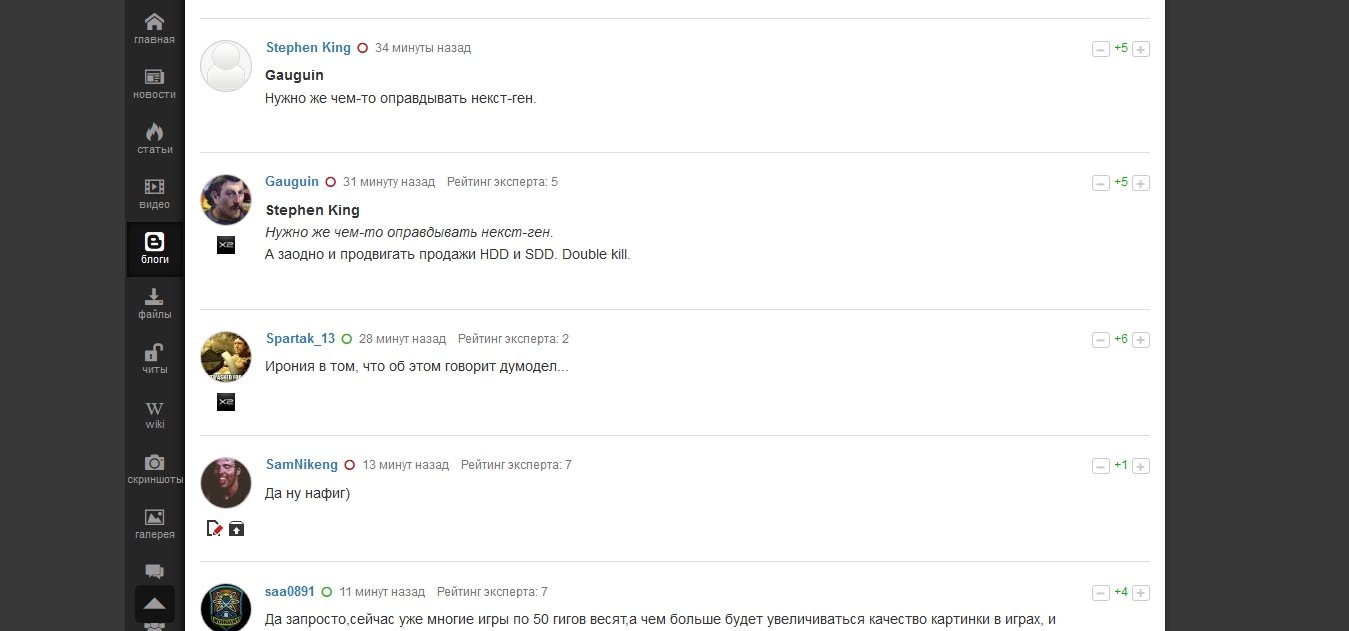 главная
новости
статьи
видео
блоги
файлы
читы
W
wiki
скриншоты
галерея
Stephen King 34 минуты назад +5
Gauguin
Нужно же чем-то оправдывать некст-ген.
Gauguin 31 минуту назад Рейтинг эксперта: 5 +5
Stephen King
Нужно же чем-то оправдывать некст-ген.
А заодно и продвигать продажи HDD и SDD. Double kill.
X2
Spartak_13 28 минут назад Рейтинг эксперта: 2 +6
Ирония в том, что об этом говорит думодел...
X2
SamNikeng 13 минут назад Рейтинг эксперта: 7 +1
Да ну нафиг)
saa0891 11 минут назад Рейтинг эксперта: 7 +4
Да запросто,сейчас уже многие игры по 50 гигов весят,а чем больше будет увеличиваться качество картинки в играх, и